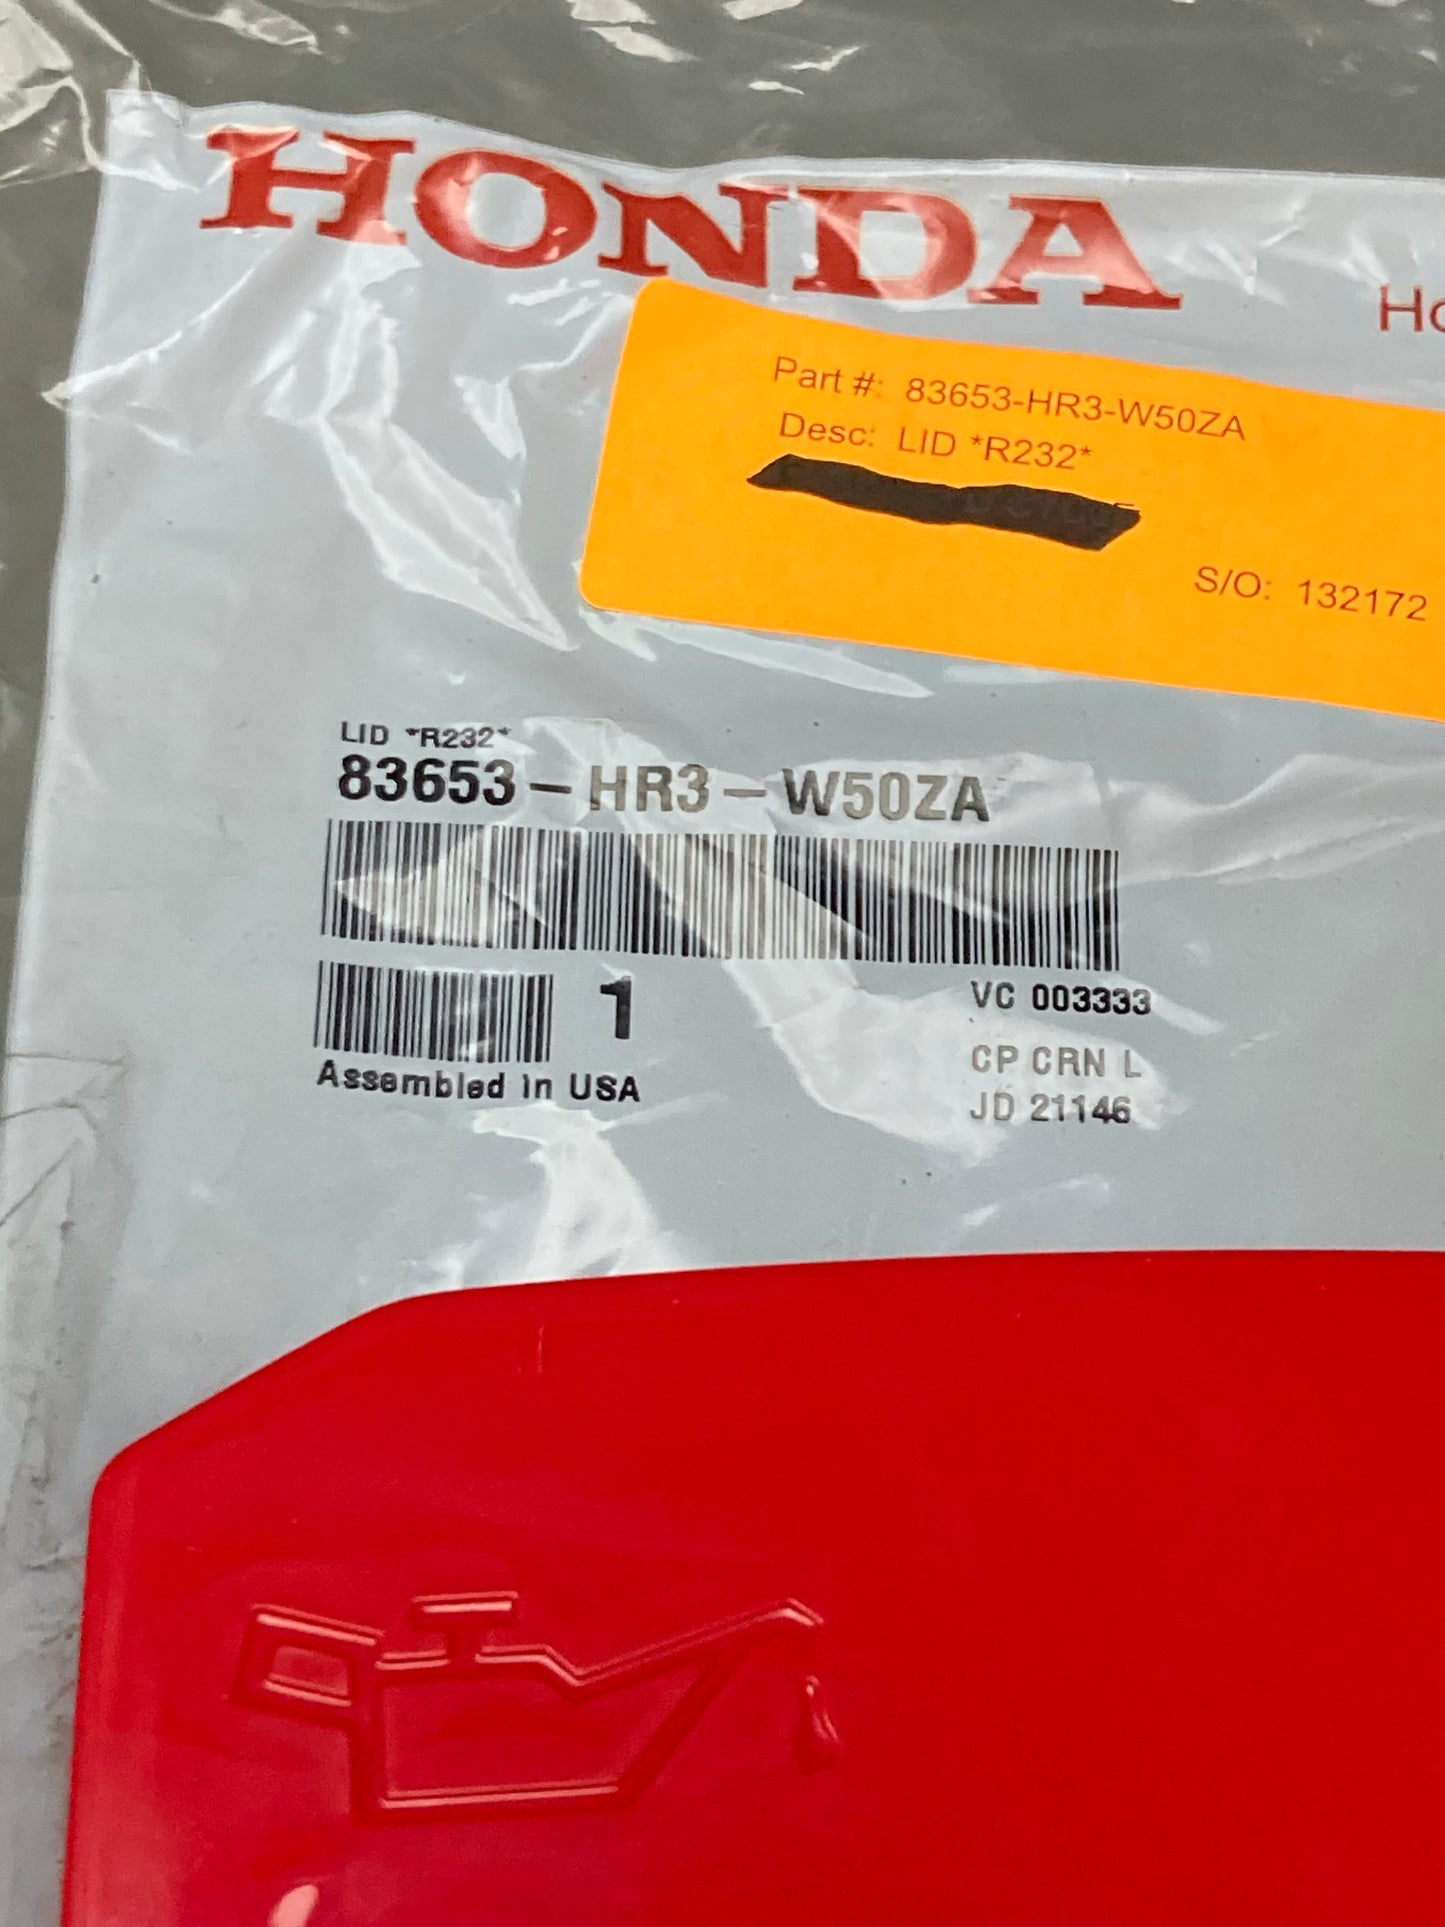 HONDA
Part #: 83653-HR3-W50ZA
Desc: LID *R232*
S/O: 132172
LID *R232*
83653-HR3-W50ZA
1
VC 003333
Assembled in USA
CP CRN L
JD 21146